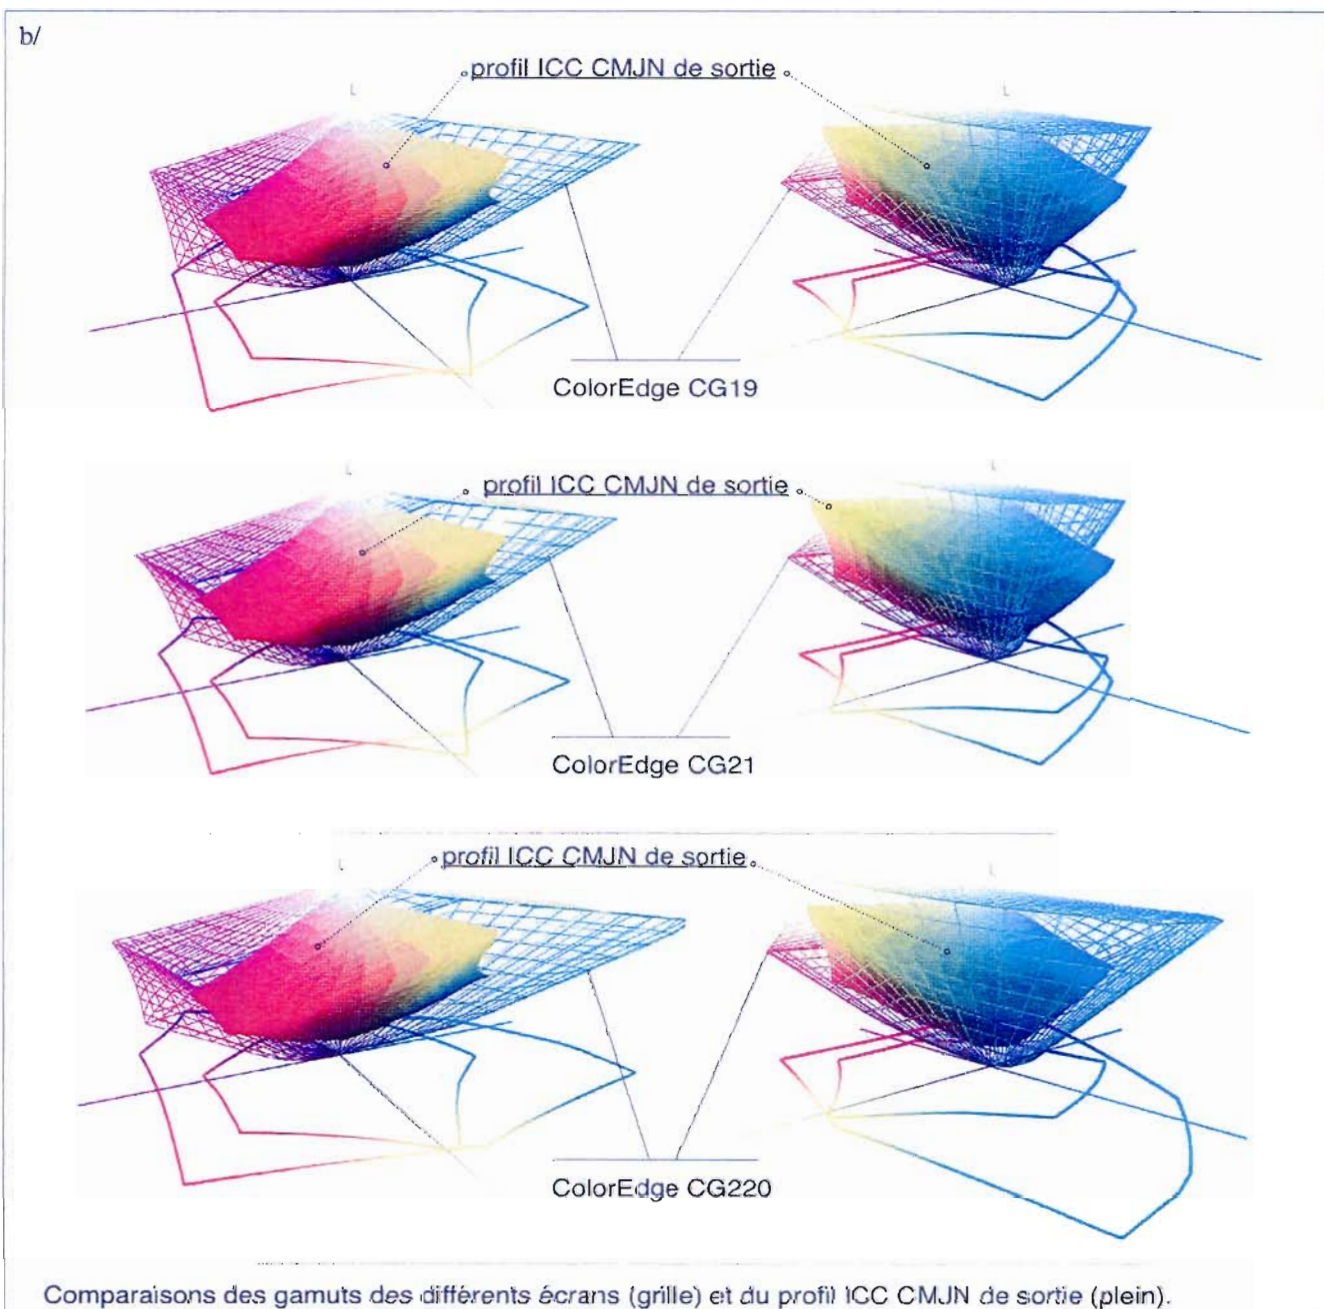 b/
profil ICC CMJN de sortie
L
L
ColorEdge CG19
L
L
profil ICC CMJN de sortie
ColorEdge CG21
profil ICC CMJN de sortie
L
L
ColorEdge CG220
Comparaisons des gamuts des différents écrans (grille) et du profil ICC CMJN de sortie (plein).